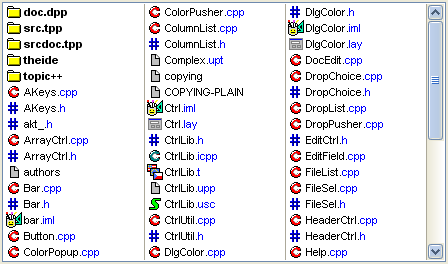 doc.dpp
src.tpp
srcdoc.tpp
theide
topic++
AKeys.cpp
AKeys.h
akt_.h
ArrayCtrl.cpp
ArrayCtrl.h
authors
Bar.cpp
Bar.h
bar.iml
Button.cpp
ColorPopup.cpp
ColorPusher.cpp
ColumnList.cpp
ColumnList.h
Complex.upt
copying
COPYING-PLAIN
Ctrl.iml
Ctrl.lay
CtrlLib.h
CtrlLib.icpp
CtrlLib.t
CtrlLib.upp
CtrlLib.usc
CtrlUtil.cpp
CtrlUtil.h
DlgColor.cpp
DlgColor.h
DlgColor.iml
DlgColor.lay
DocEdit.cpp
DropChoice.cpp
DropChoice.h
DropList.cpp
DropPusher.cpp
EditCtrl.h
EditField.cpp
FileList.cpp
FileSel.cpp
FileSel.h
HeaderCtrl.cpp
HeaderCtrl.h
Help.cpp